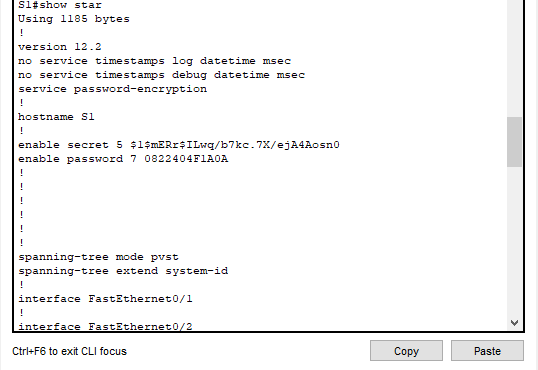 S1#show star
Using 1185 bytes
!
version 12.2
no service timestamps log datetime msec
no service timestamps debug datetime msec
service password-encryption
!
hostname S1
!
enable secret 5 $1$mERr$ILwq/b7kc.7X/ejA4Aosn0
enable password 7 0822404F1A0A
!
!
!
!
!
!
spanning-tree mode pvst
spanning-tree extend system-id
!
interface FastEthernet0/1
!
interface FastEthernet0/2
Ctrl+F6 to exit CLI focus
Copy
Paste